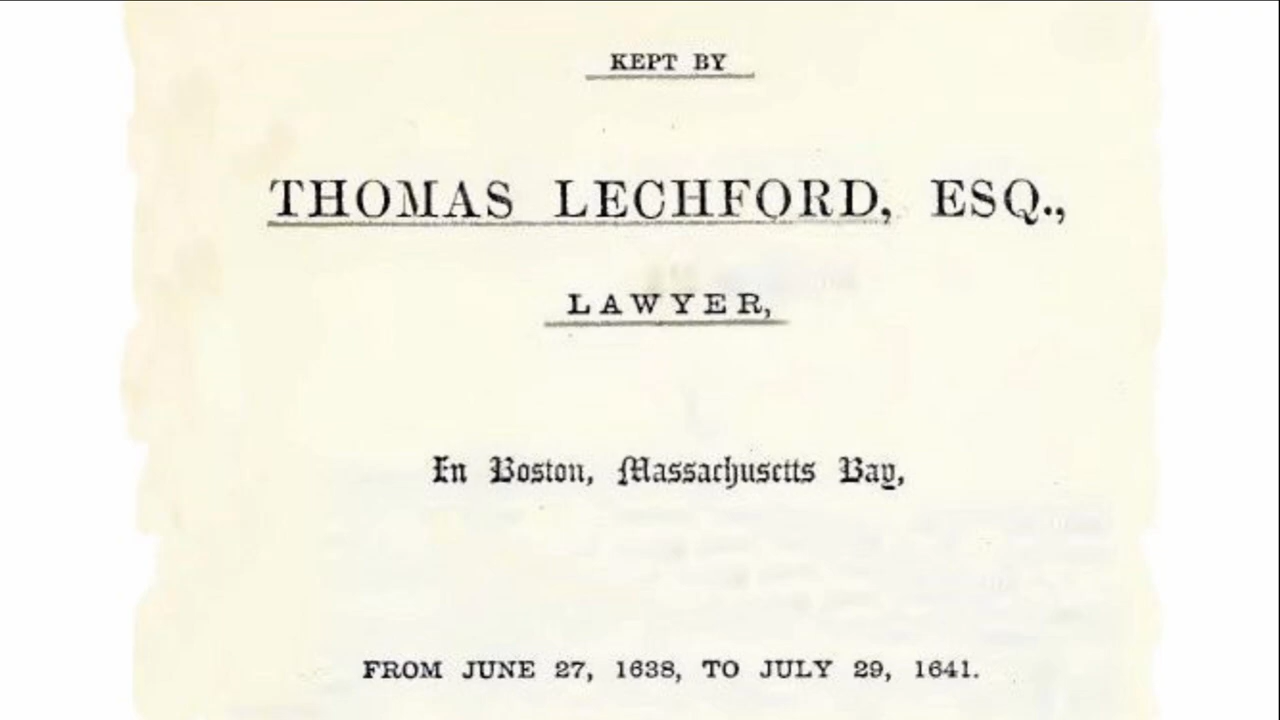 KEPT BY
THOMAS LECHFORD, ESQ.,
LAWYER,
In Boston, Massachusetts Bay,
FROM JUNE 27, 1638, TO JULY 29, 1641.